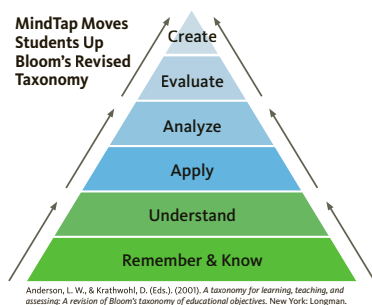 MindTap Moves
Students Up
Bloom's Revised
Taxonomy
Create
Evaluate
Analyze
Apply
Understand
Remember & Know
Anderson, L. W., & Krathwohl, D. (Eds.). (2001). A taxonomy for learning, teaching, and
assessing: A revision of Bloom's taxonomy of educational objectives. New York: Longman.